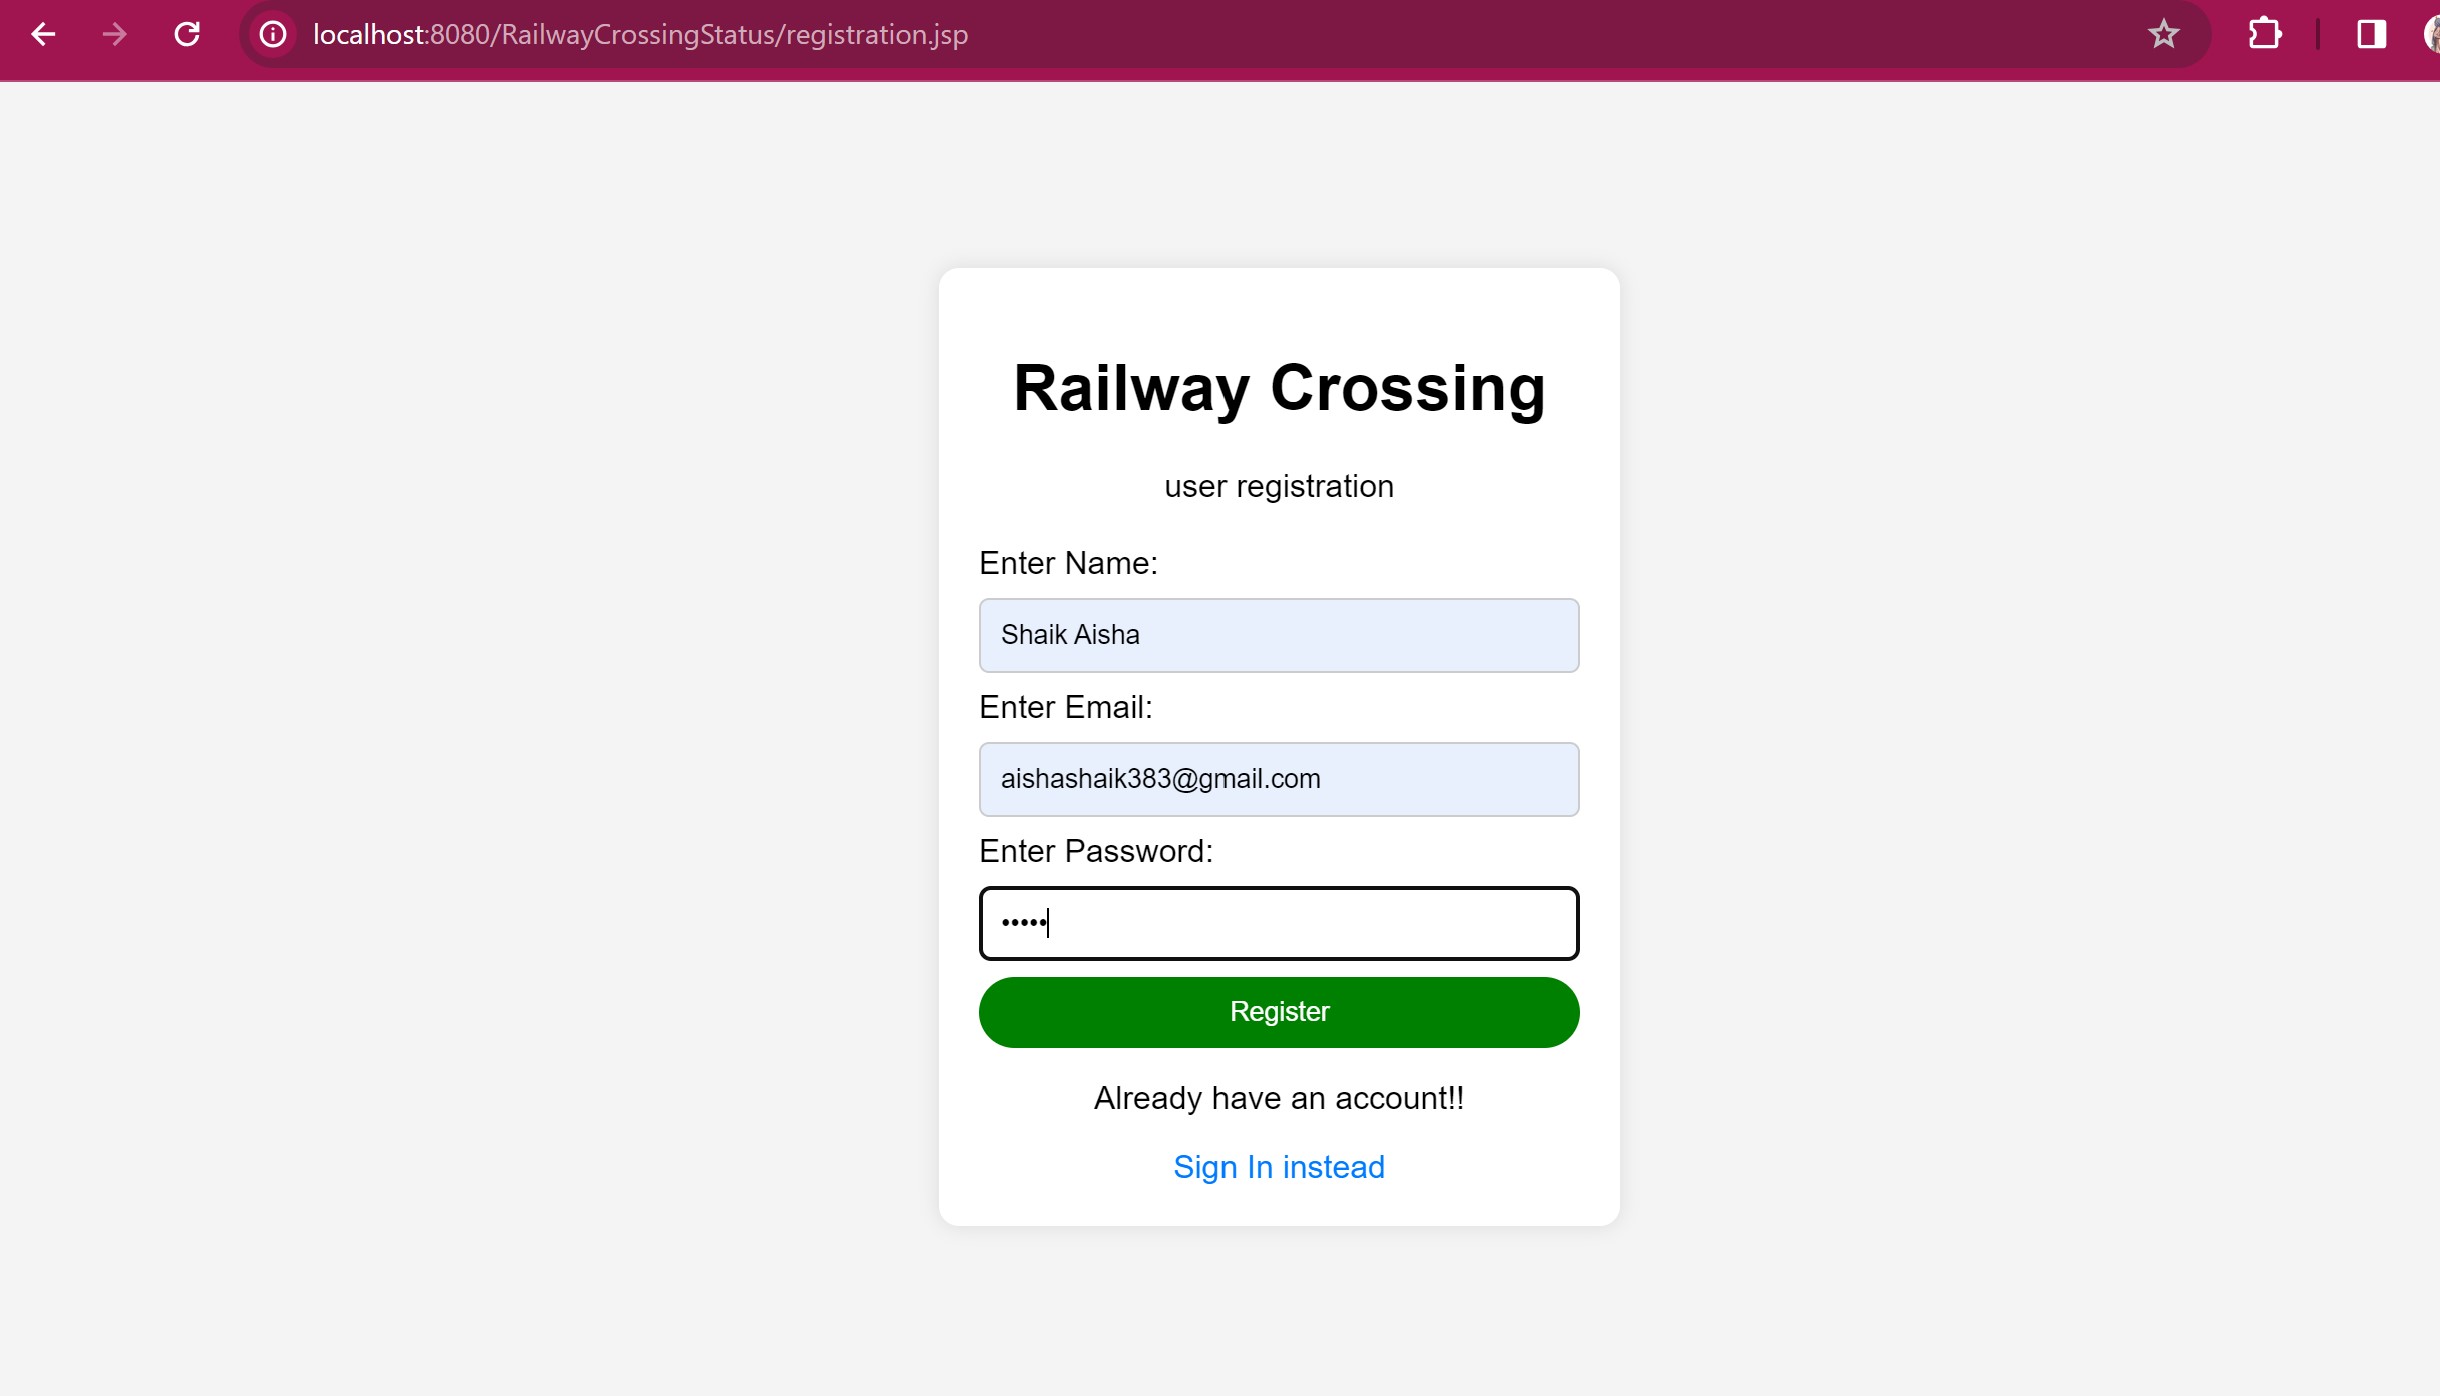 localhost:8080/RailwayCrossingStatus/registration.jsp
Railway Crossing
user registration
Enter Name:
Shaik Aisha
Enter Email:
aishashaik383@gmail.com
Enter Password:
•••••
Register
Already have an account!!
Sign In instead